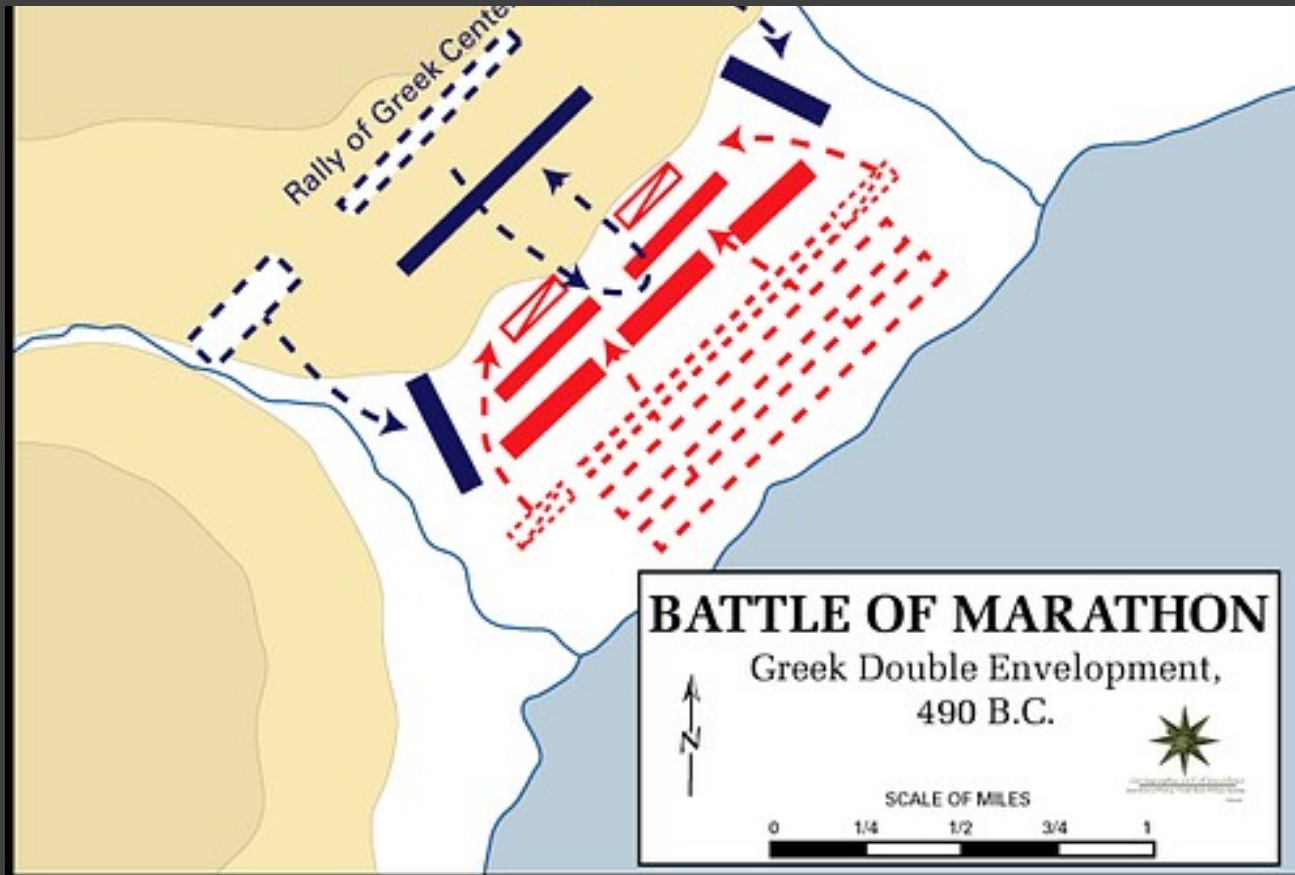 Rally of Greek Center
BATTLE OF MARATHON
Greek Double Envelopment,
490 B.C.
N
SCALE OF MILES
0 1/4 1/2 3/4 1